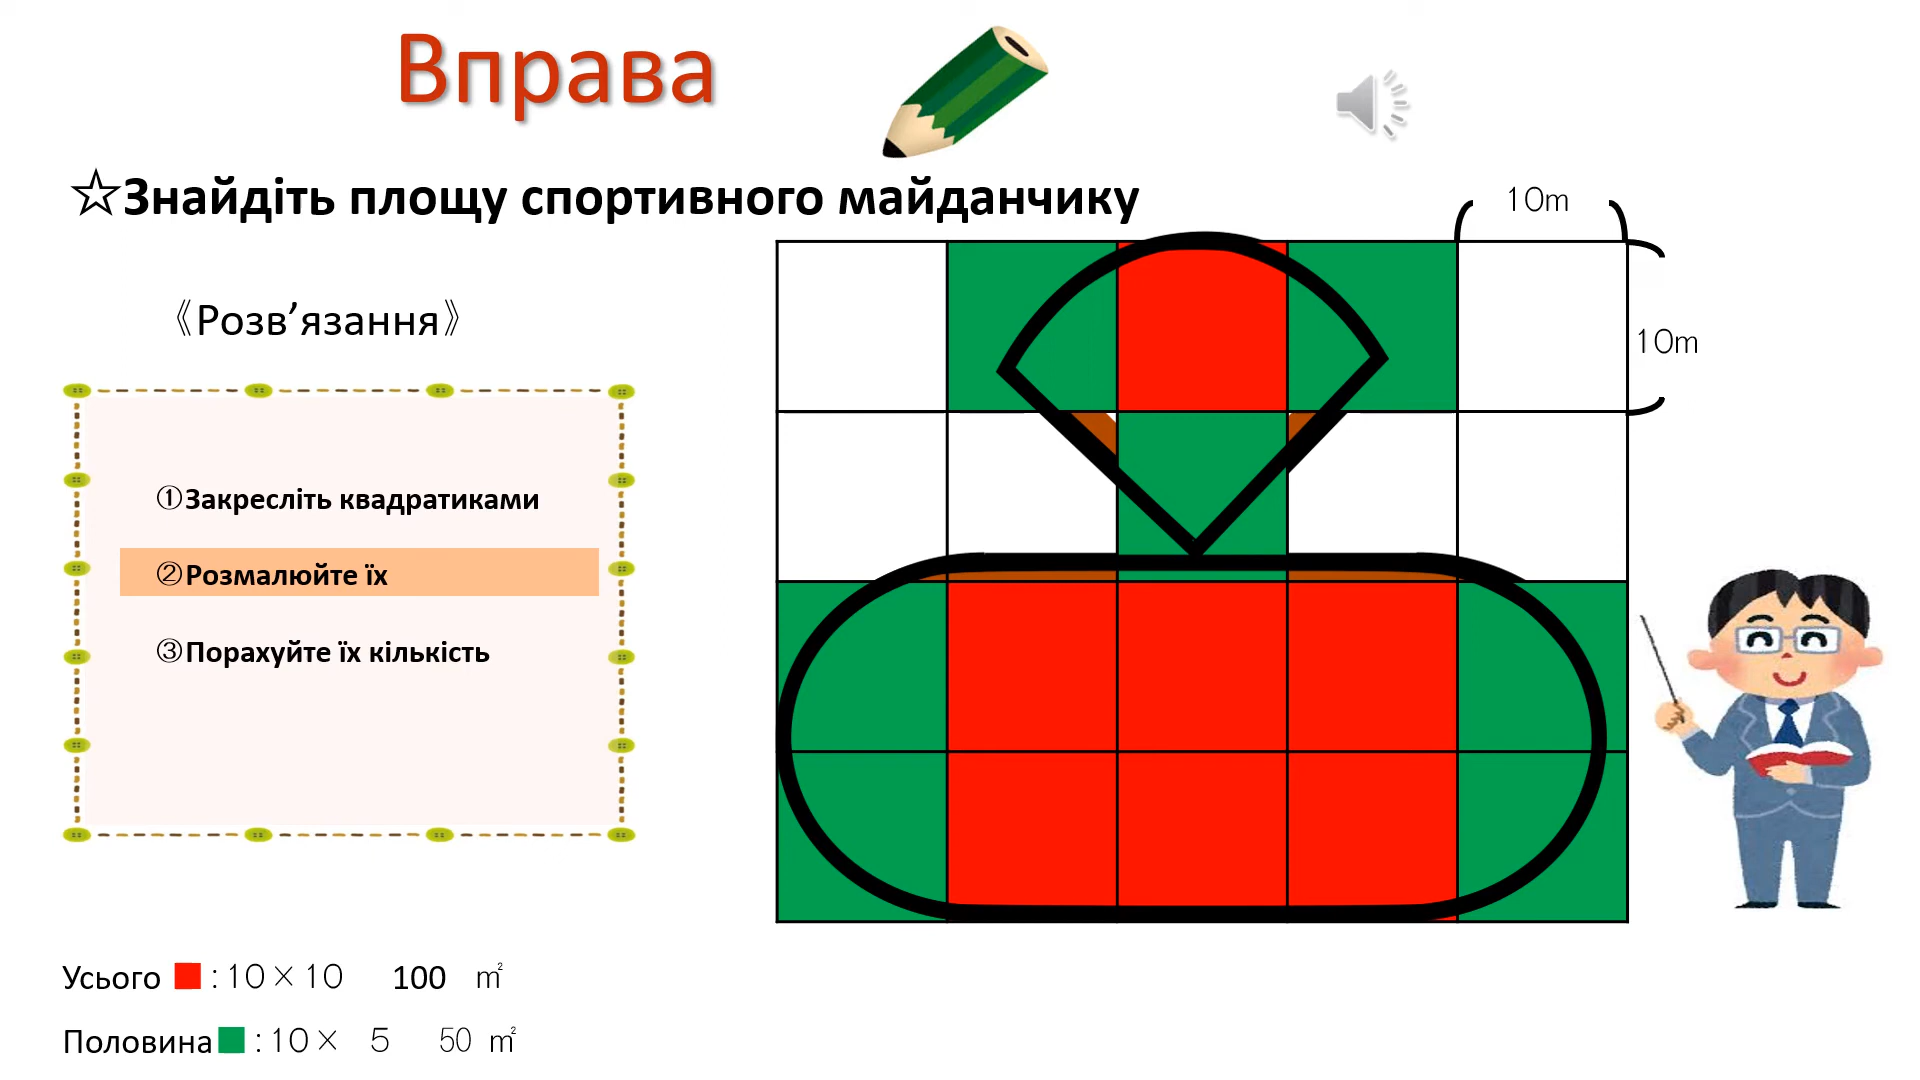 Вправа
☆Знайдіть площу спортивного майданчику
10m
《Розв’язання》
10m
①Закресліть квадратиками
②Розмалюйте їх
③Порахуйте їх кількість
Усього :10×10 100 ㎡
Половина :10× 5 50 ㎡